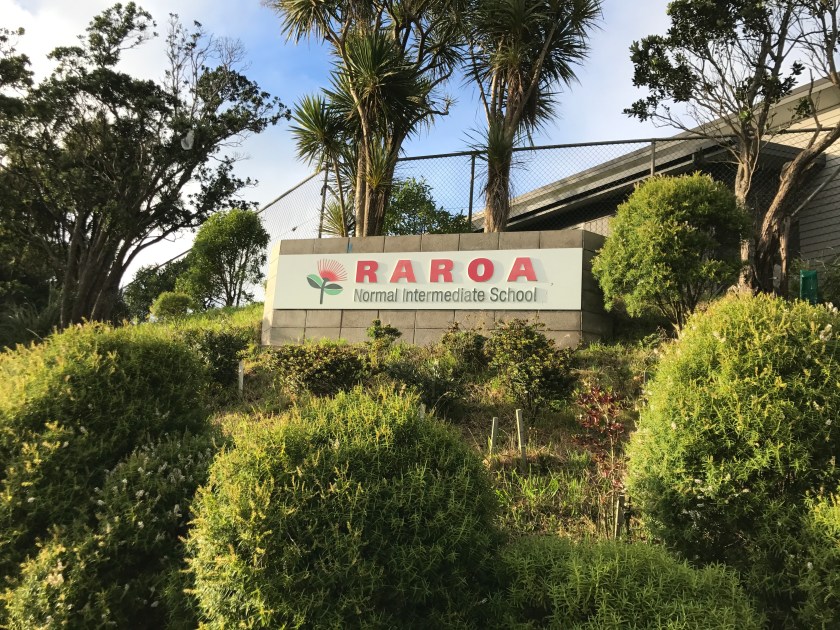 RAROA
Normal Intermediate School